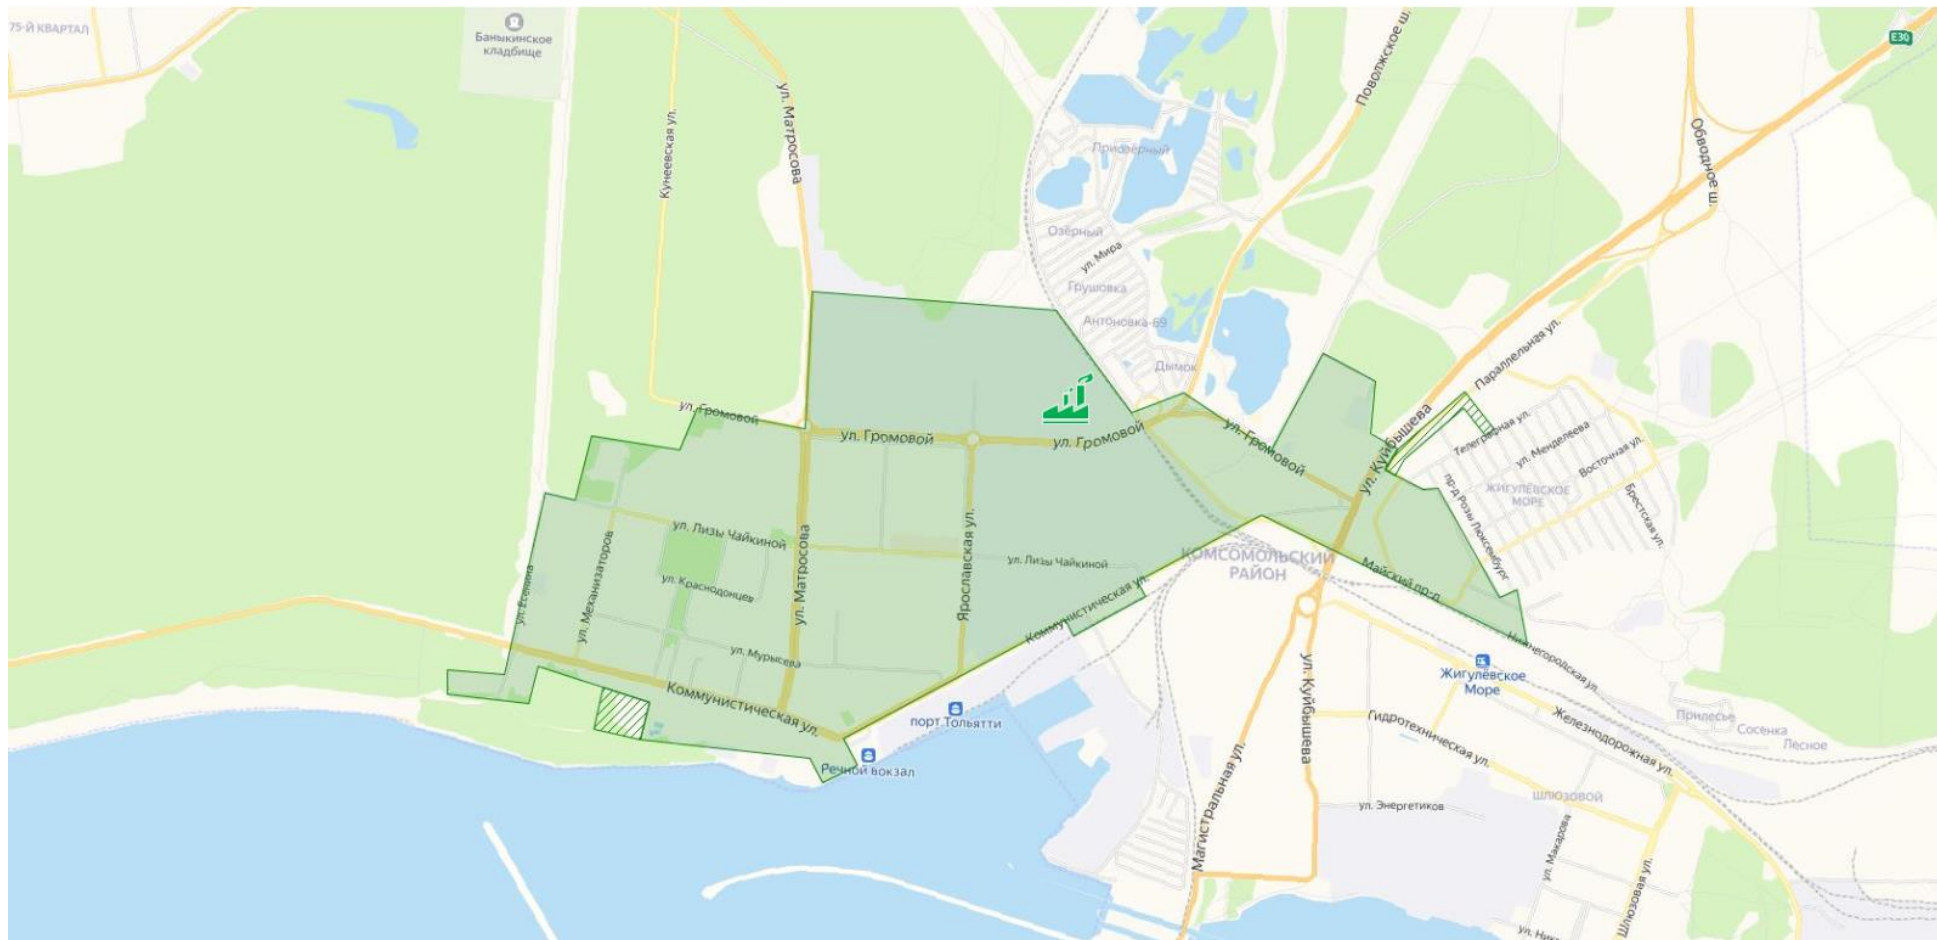 75-Й КВАРТАЛ
Баныкинское
кладбище
E30
Поволжское ш.
ул. Матросова
Кунеевская ул.
Обводное ш.
Приозёрный
Озёрный
ул. Мира
Грушовка
Антоновка-69
Дымок
Параллельная ул.
ул. Громовой
ул. Громовой
ул. Громовой
ул. Громовой
ул. Куйбышева
Телеграфная ул.
ул. Менделеева
Восточная ул.
ЖИГУЛЁВСКОЕ
МОРЕ
пр-д Розы Люксембург
Брестская ул.
ул. Лизы Чайкиной
ул. Матросова
Ярославская ул.
ул. Лизы Чайкиной
КОМСОМОЛЬСКИЙ
РАЙОН
Майский пр-д
ул. Механизаторов
ул. Есенина
ул. Краснодонцев
Коммунистическая ул.
ул. Мурысева
Нижегородская ул.
ул. Куйбышева
Жигулёвское
Море
Коммунистическая ул.
порт Тольятти
Речной вокзал
Гидротехническая ул.
Железнодорожная ул.
Прилесье
Сосенка
Лесное
Магистральная ул.
ШЛЮЗОВОЙ
ул. Энергетиков
ул. Макарова
Шлюзовая ул.